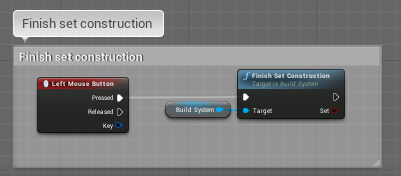 Finish set construction
Finish set construction
Left Mouse Button
Pressed
Released
Key
Build System
Finish Set Construction
Target is Build System
Target
Set